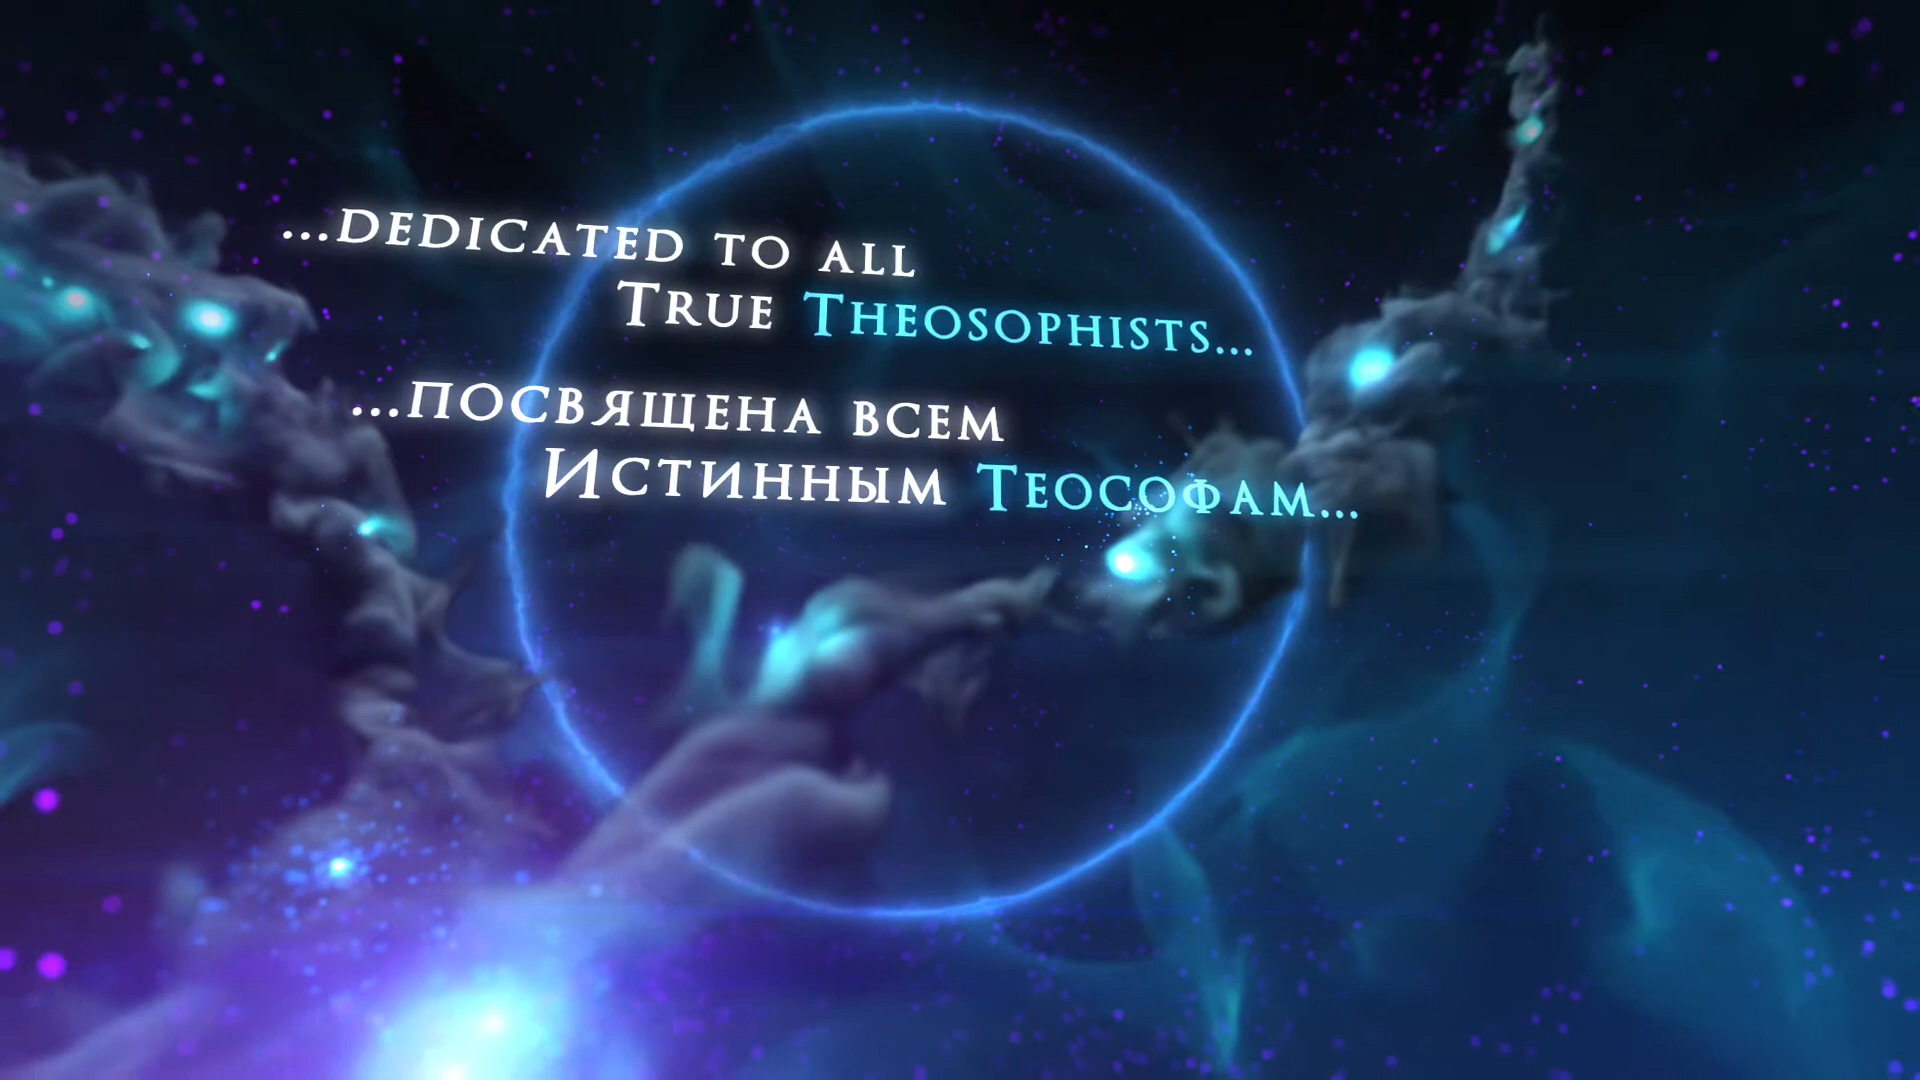 ...DEDICATED TO ALL
TRUE THEOSOPHISTS...
...ПОСВЯЩЕНА ВСЕМ
ИСТИННЫМ ТЕОСОФАМ...